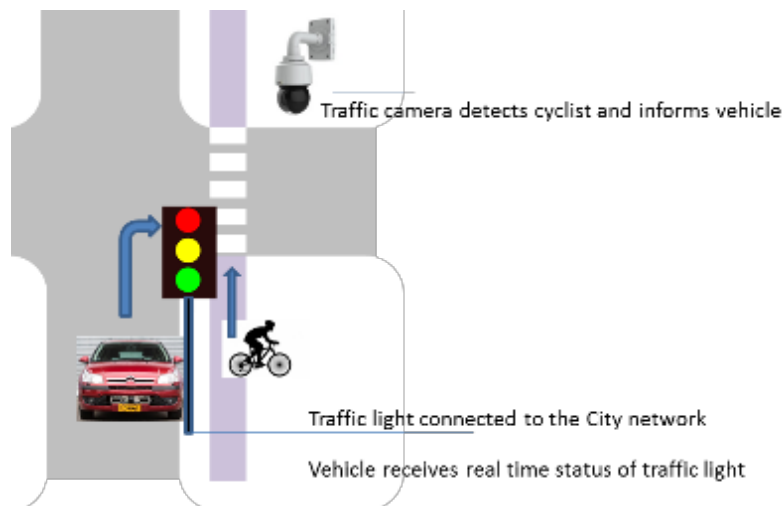 Traffic camera detects cyclist and informs vehicle
Traffic light connected to the City network
Vehicle receives real time status of traffic light